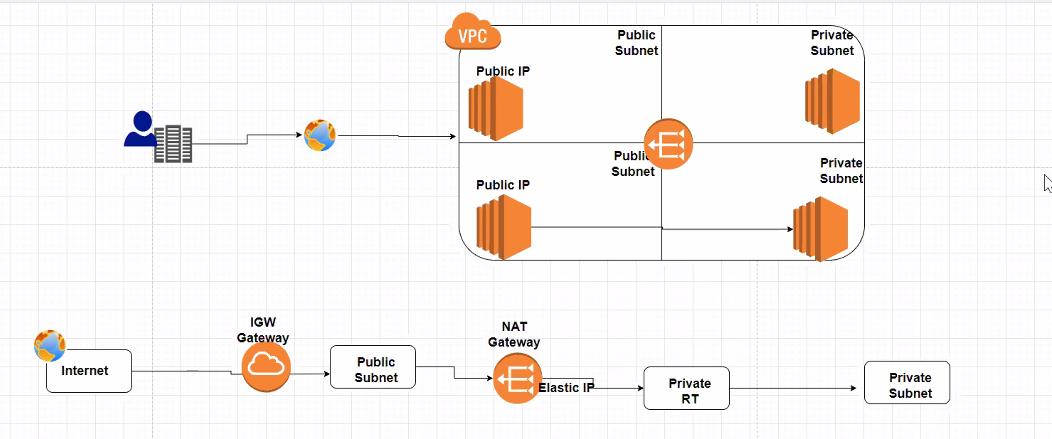 VPC
Public
Subnet
Private
Subnet
Public IP
Public
Subnet
Private
Subnet
Public IP
IGW
Gateway
NAT
Gateway
Internet
Public
Subnet
Elastic IP
Private
RT
Private
Subnet